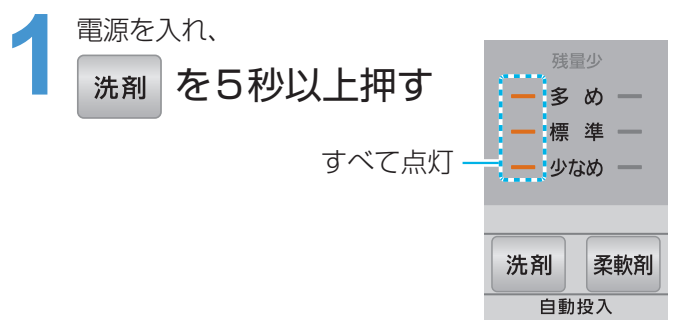 1
電源を入れ、
洗剤 を5秒以上押す
すべて点灯
残量少
多 め
標 準
少なめ
洗剤 柔軟剤
自動投入